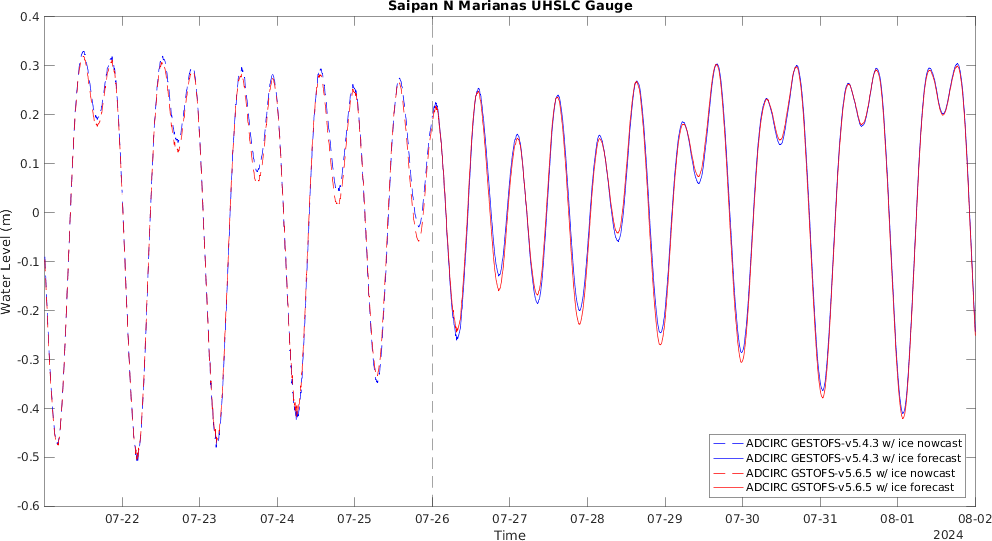 Saipan N Marianas UHSLC Gauge
0.4
0.3
0.2
0.1
0
-0.1
-0.2
-0.3
-0.4
-0.5
-0.6
Water Level (m)
ADCIRC GESTOFS-v5.4.3 w/ ice nowcast
ADCIRC GESTOFS-v5.4.3 w/ ice forecast
ADCIRC GSTOFS-v5.6.5 w/ ice nowcast
ADCIRC GSTOFS-v5.6.5 w/ ice forecast
07-22 07-23 07-24 07-25 07-26 07-27 07-28 07-29 07-30 07-31 08-01 08-02
Time
2024